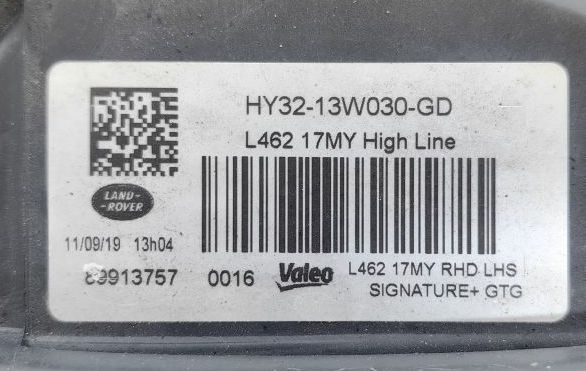 HY32-13W030-GD
L462 17MY High Line
LAND-
-ROVER
11/09/19 13h04
89913757 0016 Valeo L462 17MY RHD LHS
SIGNATURE+ GTG